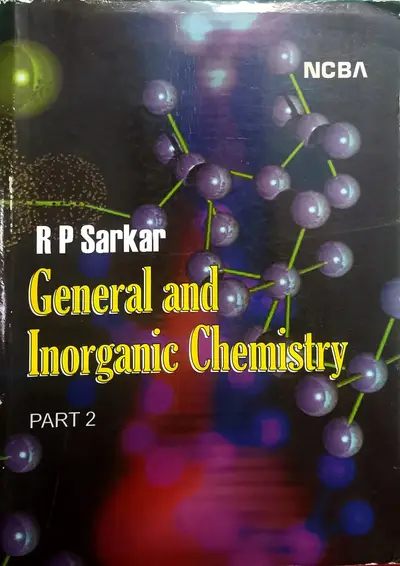 NCBA
R P Sarkar
General and
Inorganic Chemistry
PART 2